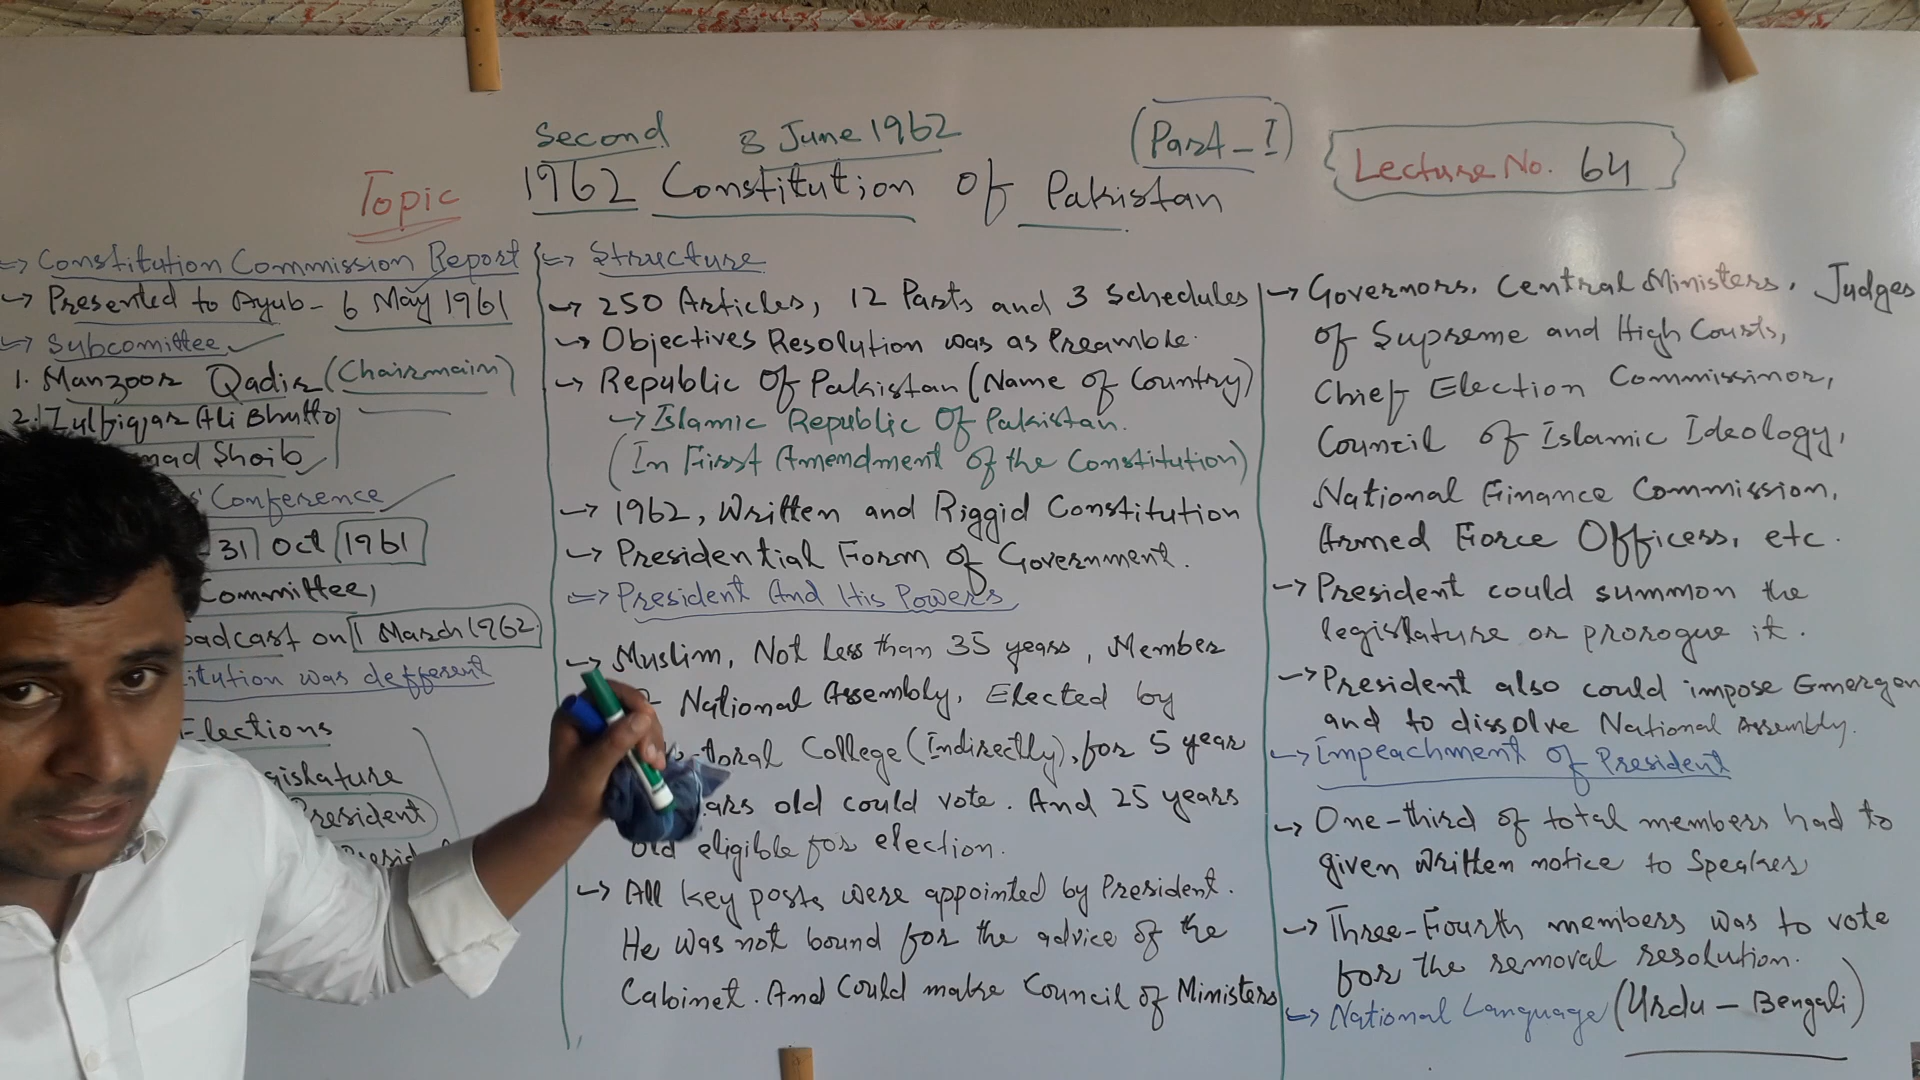 Second 8 June 1962
(Part-I)
Lecture No. 64
Topic 1962 Constitution of Pakistan
=> Constitution Commission Report
-> Presented to Ayub - 6 May 1961
-> Subcomittee
1. Manzoor Qadir (Chairmain)
2. Zulfiqar Ali Bhutto
mad Shoib
Conference
31 Oct 1961
Committee,
adcast on 1 March 1962.
itution was defferent
Elections
gislature
President
=> Structure
-> 250 Articles, 12 Parts and 3 Schedules
-> Objectives Resolution was as Preamble.
-> Republic Of Pakistan (Name of Country)
-> Islamic Republic Of Pakistan.
(In First Amendment of the Constitution)
-> 1962, Written and Riggid Constitution
-> Presidential Form of Government.
=> President And His Powers
-> Muslim, Not less than 35 years, Member
National Assembly, Elected by
toral College (Indirectly), for 5 year
ars old could vote. And 25 years
old eligible for election.
-> All key posts were appointed by President.
He was not bound for the advice of the
Cabinet. And Could make Council of Ministers
-> Governors, Central Ministers, Judges
of Supreme and High Courts,
Chief Election Commissinor,
Council of Islamic Ideology,
National Finance Commission,
Armed Force Officess, etc.
-> President could summon the
legislature or prorogue it.
-> President also could impose Emergen
and to dissolve National Assembly.
-> Impeachment of President
-> One-third of total members had to
given written notice to Speaker
-> Three-Fourth members was to vote
for the removal resolution.
=> National Language (Urdu - Bengali)